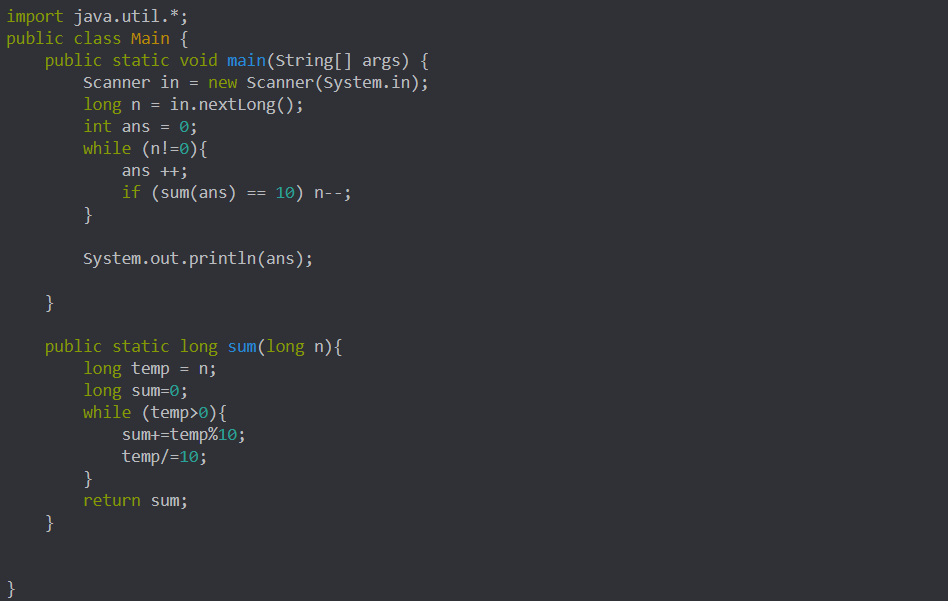 import java.util.*;
public class Main {
    public static void main(String[] args) {
        Scanner in = new Scanner(System.in);
        long n = in.nextLong();
        int ans = 0;
        while (n!=0){
            ans ++;
            if (sum(ans) == 10) n--;
        }
        System.out.println(ans);
    }
    public static long sum(long n){
        long temp = n;
        long sum=0;
        while (temp>0){
            sum+=temp%10;
            temp/=10;
        }
        return sum;
    }
}